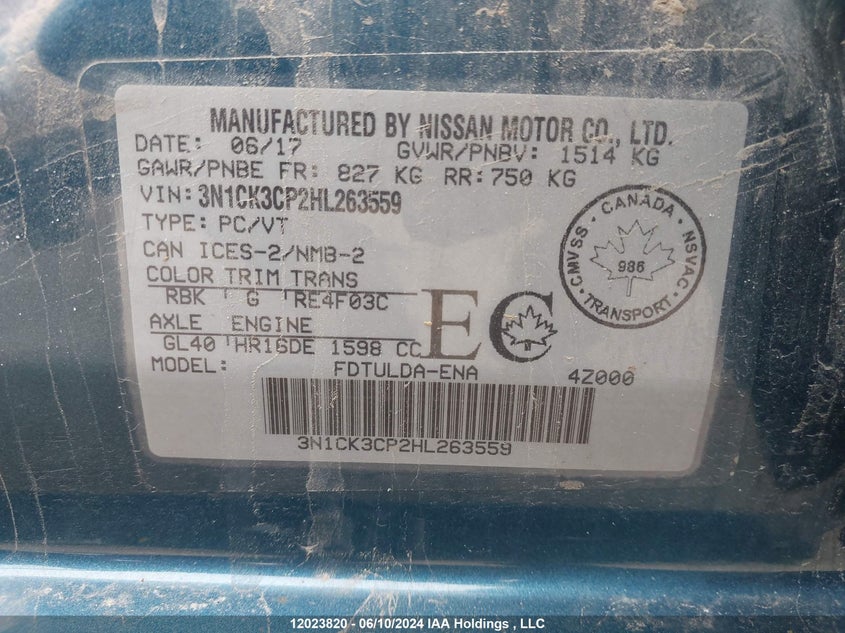 MANUFACTURED BY NISSAN MOTOR CO., LTD.
DATE: 06/17 GVWR/PNBV: 1514 KG
GAWR/PNBE FR: 827 KG RR: 750 KG
VIN: 3N1CK3CP2HL263559
TYPE: PC/VT
CAN ICES-2/NMB-2
COLOR TRIM TRANS
RBK G RE4F03C
AXLE ENGINE
GL40 HR16DE 1598 CC
EC
MODEL: FDTULDA-ENA 4Z000
3N1CK3CP2HL263559
CANADA
CMVSS NSVAC
986
TRANSPORT
12023820 - 06/10/2024 IAA Holdings , LLC